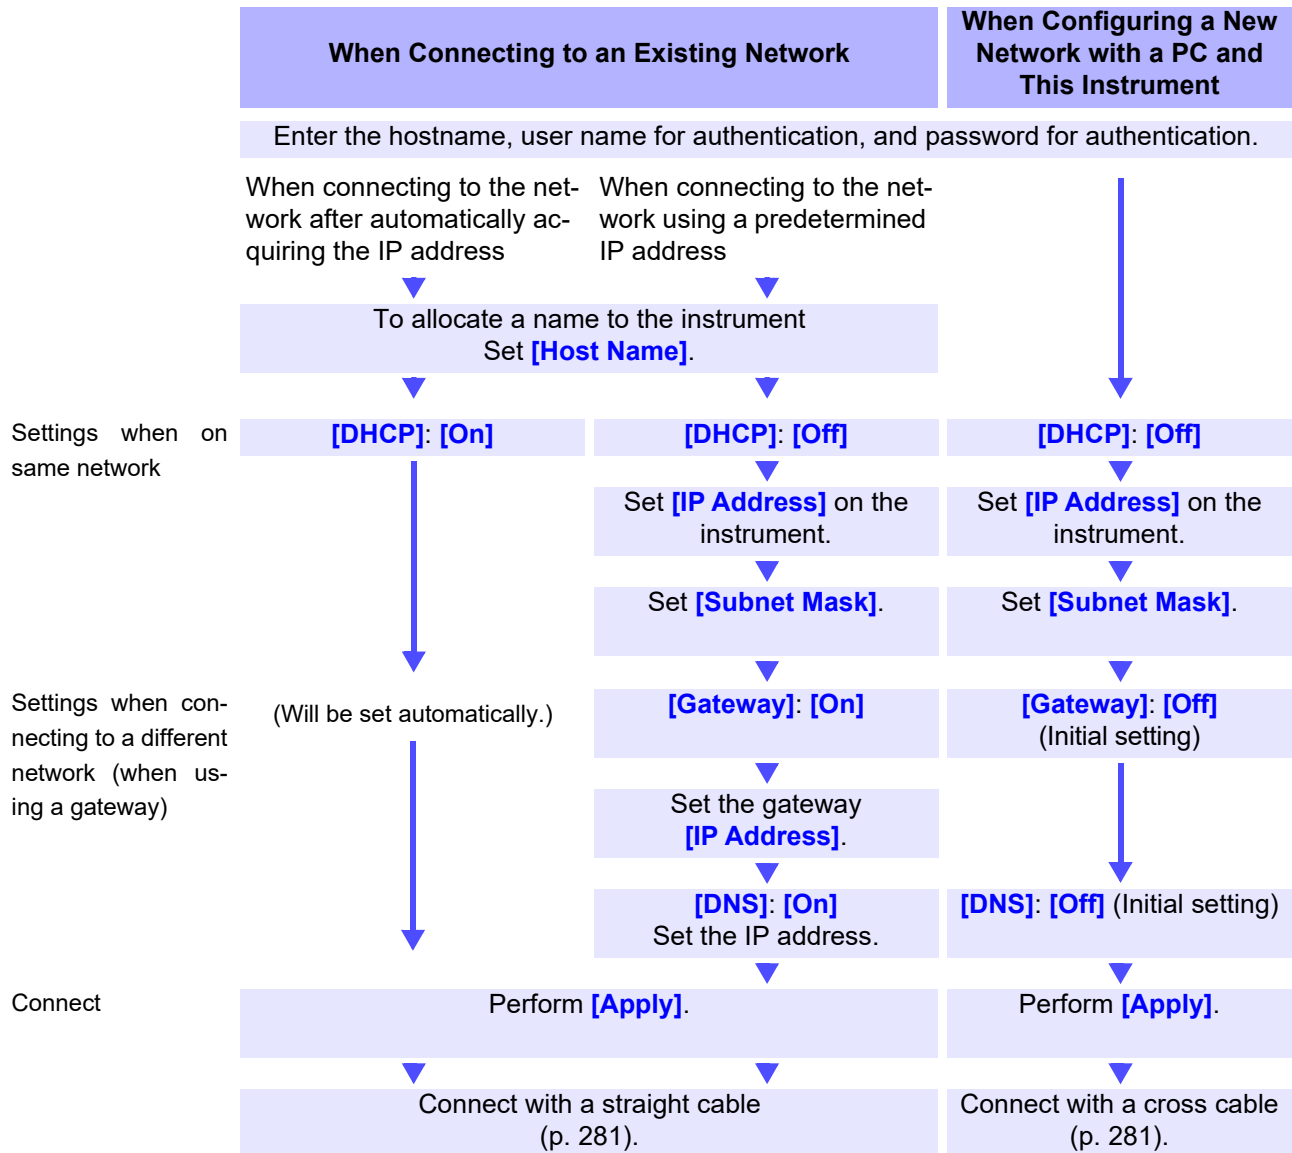 When Connecting to an Existing Network
When Configuring a New
Network with a PC and
This Instrument
Enter the hostname, user name for authentication, and password for authentication.
When connecting to the net-
work after automatically ac-
quiring the IP address
When connecting to the net-
work using a predetermined
IP address
To allocate a name to the instrument
Set [Host Name].
Settings when on
same network
[DHCP]: [On]
[DHCP]: [Off]
[DHCP]: [Off]
Set [IP Address] on the
instrument.
Set [IP Address] on the
instrument.
Set [Subnet Mask].
Set [Subnet Mask].
Settings when con-
necting to a different
network (when us-
ing a gateway)
(Will be set automatically.)
[Gateway]: [On]
[Gateway]: [Off]
(Initial setting)
Set the gateway
[IP Address].
[DNS]: [On]
Set the IP address.
[DNS]: [Off] (Initial setting)
Connect
Perform [Apply].
Perform [Apply].
Connect with a straight cable
(p. 281).
Connect with a cross cable
(p. 281).